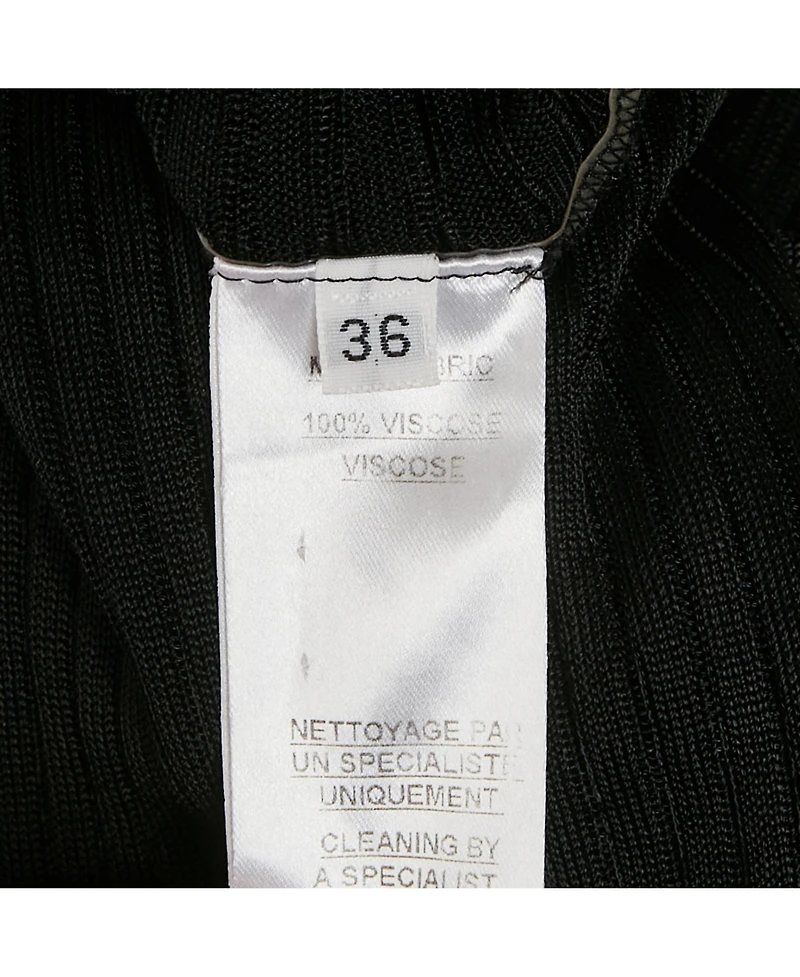 36
100% VISCOSE
VISCOSE
NETTOYAGE PAR
UN SPECIALISTE
UNIQUEMENT
CLEANING BY
A SPECIALIST